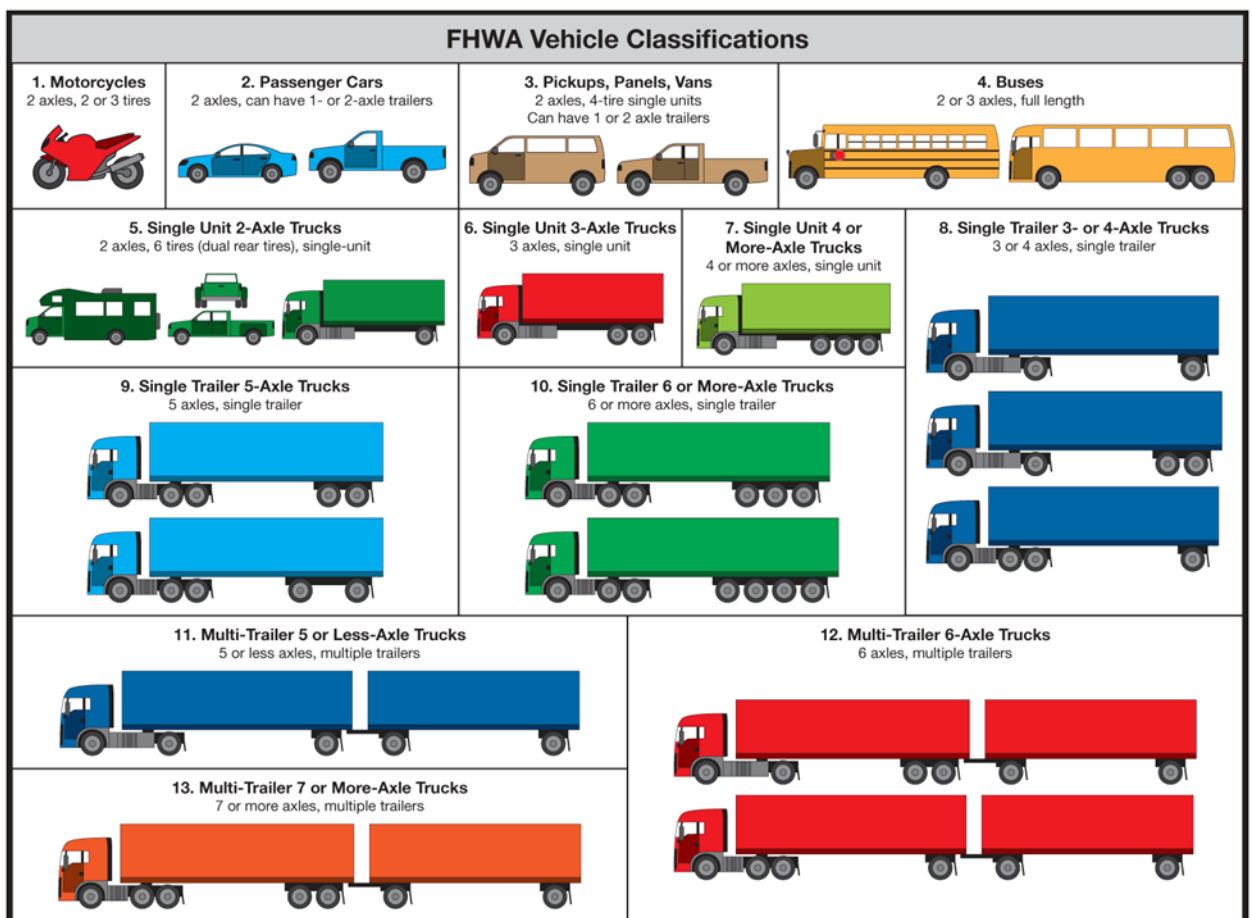 FHWA Vehicle Classifications
1. Motorcycles
2 axles, 2 or 3 tires
2. Passenger Cars
2 axles, can have 1- or 2-axle trailers
3. Pickups, Panels, Vans
2 axles, 4-tire single units
Can have 1 or 2 axle trailers
4. Buses
2 or 3 axles, full length
5. Single Unit 2-Axle Trucks
2 axles, 6 tires (dual rear tires), single-unit
6. Single Unit 3-Axle Trucks
3 axles, single unit
7. Single Unit 4 or
More-Axle Trucks
4 or more axles, single unit
8. Single Trailer 3- or 4-Axle Trucks
3 or 4 axles, single trailer
9. Single Trailer 5-Axle Trucks
5 axles, single trailer
10. Single Trailer 6 or More-Axle Trucks
6 or more axles, single trailer
11. Multi-Trailer 5 or Less-Axle Trucks
5 or less axles, multiple trailers
12. Multi-Trailer 6-Axle Trucks
6 axles, multiple trailers
13. Multi-Trailer 7 or More-Axle Trucks
7 or more axles, multiple trailers